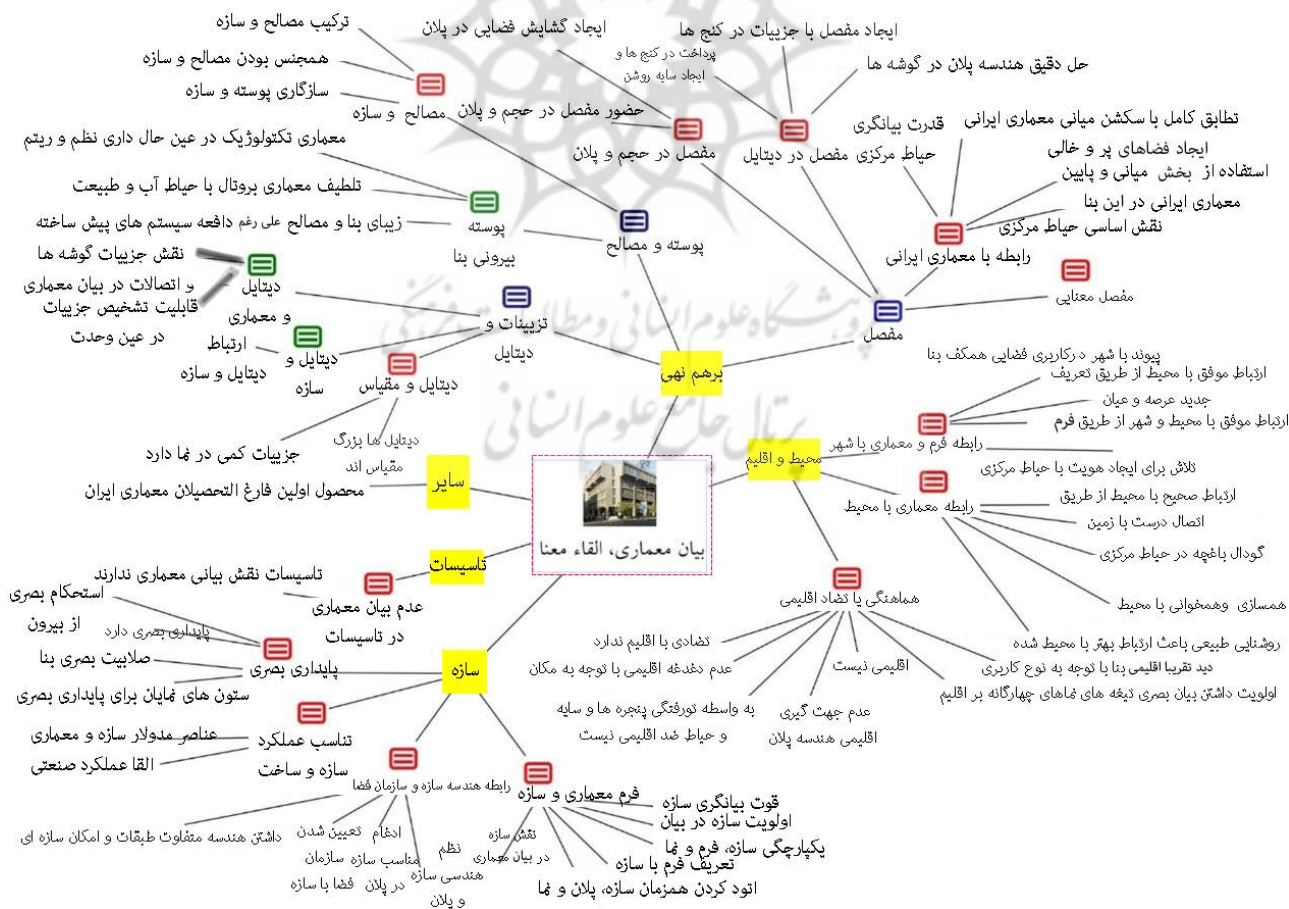 ترکیب مصالح و سازه
همجنس بودن مصالح و سازه
سازگاری پوسته و سازه
مصالح و سازه
ایجاد گشایش فضایی در پلان
حضور مفصل در حجم و پلان
مفصل در حجم و پلان
ایجاد مفصل با جزییات در کنج ها
پرداخت در کنج ها و
ایجاد سایه روشن
حل دقیق هندسه پلان در گوشه ها
مفصل در دیتایل
قدرت بیانگری
حیاط مرکزی
تطابق کامل با سکشن میانی معماری ایرانی
ایجاد فضاهای پر و خالی
استفاده از بخش میانی و پایین
معماری ایرانی در این بنا
نقش اساسی حیاط مرکزی
رابطه با معماری ایرانی
مفصل معنایی
مفصل
معماری تکتولوژیک در عین حال داری نظم و ریتم
تلطیف معماری بروتال با حیاط آب و طبیعت
زیبای بنا و مصالح علی رغم دافعه سیستم های پیش ساخته
پوسته
بیرونی بنا
پوسته و مصالح
نقش جزییات گوشه ها
و اتصالات در بیان معماری
قابلیت تشخیص جزییات
در عین وحدت
دیتایل
و معماری
ارتباط
دیتایل و سازه
دیتایل و
سازه
تزیینات و
دیتایل
دیتایل و مقیاس
دیتایل ها بزرگ
مقیاس اند
جزییات کمی در نما دارد
برهم نهی
پژوهشگاه علوم انسانی و مطالعات فرهنگی
پرتال جامع علوم انسانی
پیوند با شهر درکاربری فضایی همکف بنا
ارتباط موفق با محیط از طریق تعریف
جدید عرصه و عیان
ارتباط موفق با محیط و شهر از طریق فرم
رابطه فرم و معماری با شهر
محیط و اقلیم
تلاش برای ایجاد هویت با حیاط مرکزی
ارتباط صحیح با محیط از طریق
اتصال درست با زمین
گودال باغچه در حیاط مرکزی
همسازی وهمخوانی با محیط
روشنایی طبیعی باعث ارتباط بهتر با محیط شده
رابطه معماری با محیط
هماهنگی یا تضاد اقلیمی
دید تقریبا اقلیمی بنا با توجه به نوع کاربری
اولویت داشتن بیان بصری تیغه های نماهای چهارگانه بر اقلیم
اقلیمی نیست
تضادی با اقلیم ندارد
عدم دغدغه اقلیمی با توجه به مکان
به واسطه تورفتگی پنجره ها و سایه
و حیاط ضد اقلیمی نیست
عدم جهت گیری
اقلیمی هندسه پلان
بیان معماری، القاء معنا
سایر
محصول اولین فارغ التحصیلان معماری ایران
تاسیسات
تاسیسات نقش بیانی معماری ندارند
عدم بیان معماری
در تاسیسات
سازه
استحکام بصری
از بیرون
پایداری بصری دارد
صلابیت بصری بنا
ستون های نمایان برای پایداری بصری
پایداری بصری
عناصر مدولار سازه و معماری
القا عملکرد صنعتی
تناسب عملکرد
سازه و ساخت
رابطه هندسه سازه و سازمان فضا
داشتن هندسه متفاوت طبقات و امکان سازه ای
تعیین شدن
سازمان
فضا با سازه
ادغام
مناسب سازه
در پلان
نظم
هندسی سازه
و پلان
فرم معماری و سازه
نقش سازه
در بیان معماری
قوت بیانگری سازه
اولویت سازه در بیان
یکپارچگی سازه، فرم و نما
تعریف فرم با سازه
اتود کردن همزمان سازه، پلان و نما